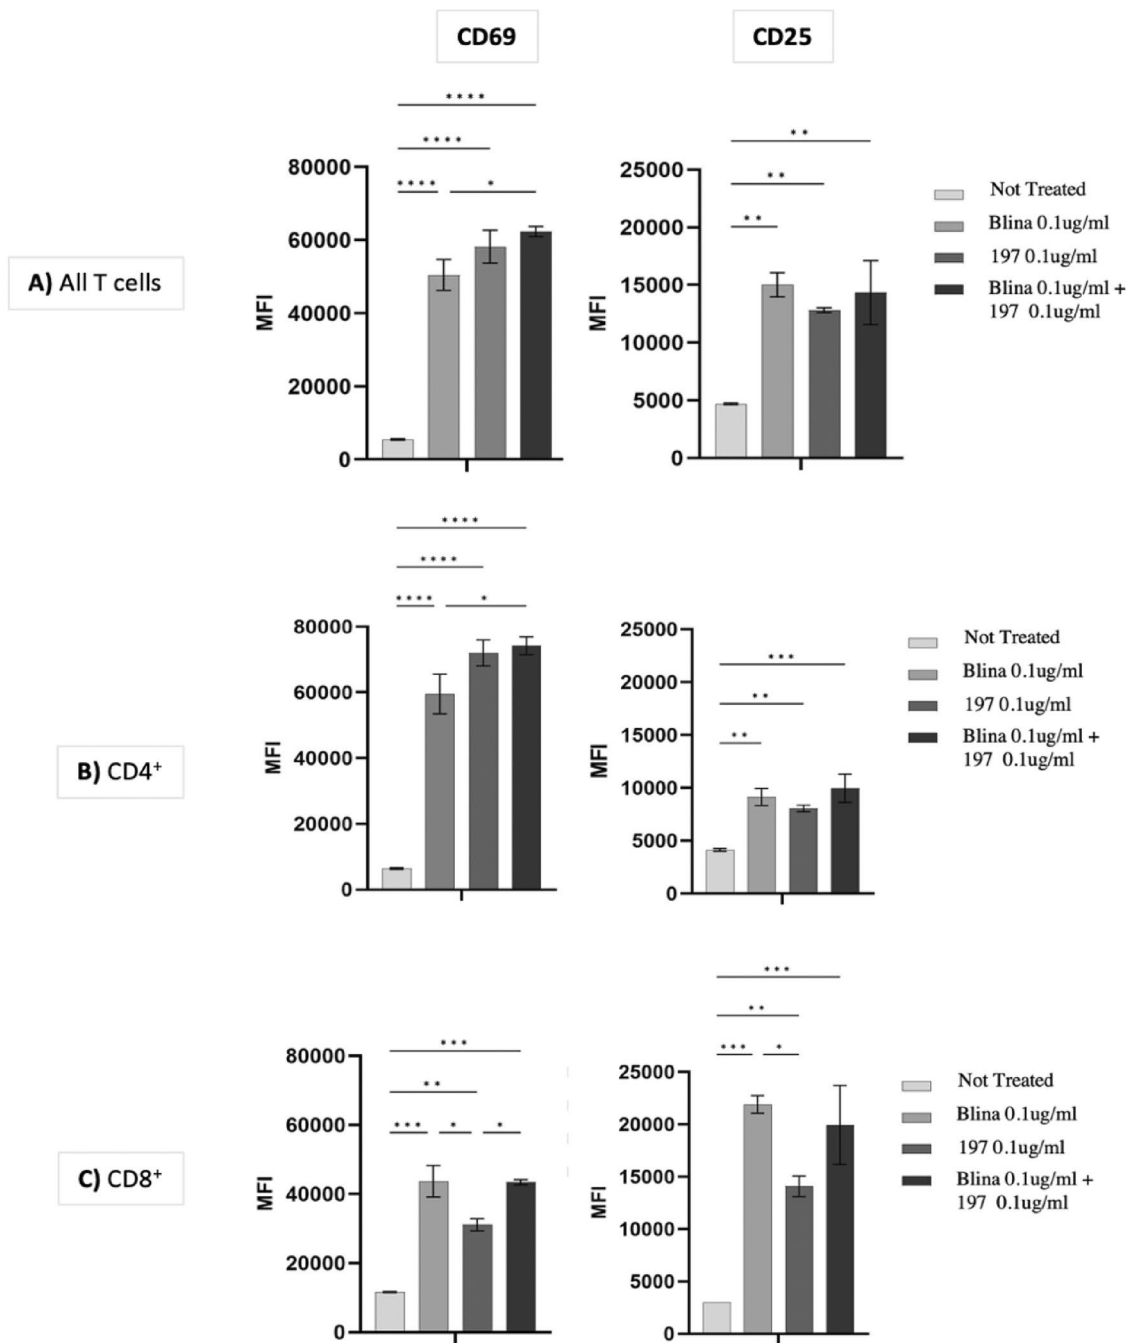 CD69
CD25
A) All T cells
****
****
****
*
MFI
80000
60000
40000
20000
0
**
**
**
MFI
25000
20000
15000
10000
5000
0
Not Treated
Blina 0.1ug/ml
197 0.1ug/ml
Blina 0.1ug/ml +
197 0.1ug/ml
B) CD4+
****
****
****
*
MFI
80000
60000
40000
20000
0
***
**
**
MFI
25000
20000
15000
10000
5000
0
Not Treated
Blina 0.1ug/ml
197 0.1ug/ml
Blina 0.1ug/ml +
197 0.1ug/ml
C) CD8+
***
**
***
*
*
MFI
80000
60000
40000
20000
0
***
**
***
*
MFI
25000
20000
15000
10000
5000
0
Not Treated
Blina 0.1ug/ml
197 0.1ug/ml
Blina 0.1ug/ml +
197 0.1ug/ml